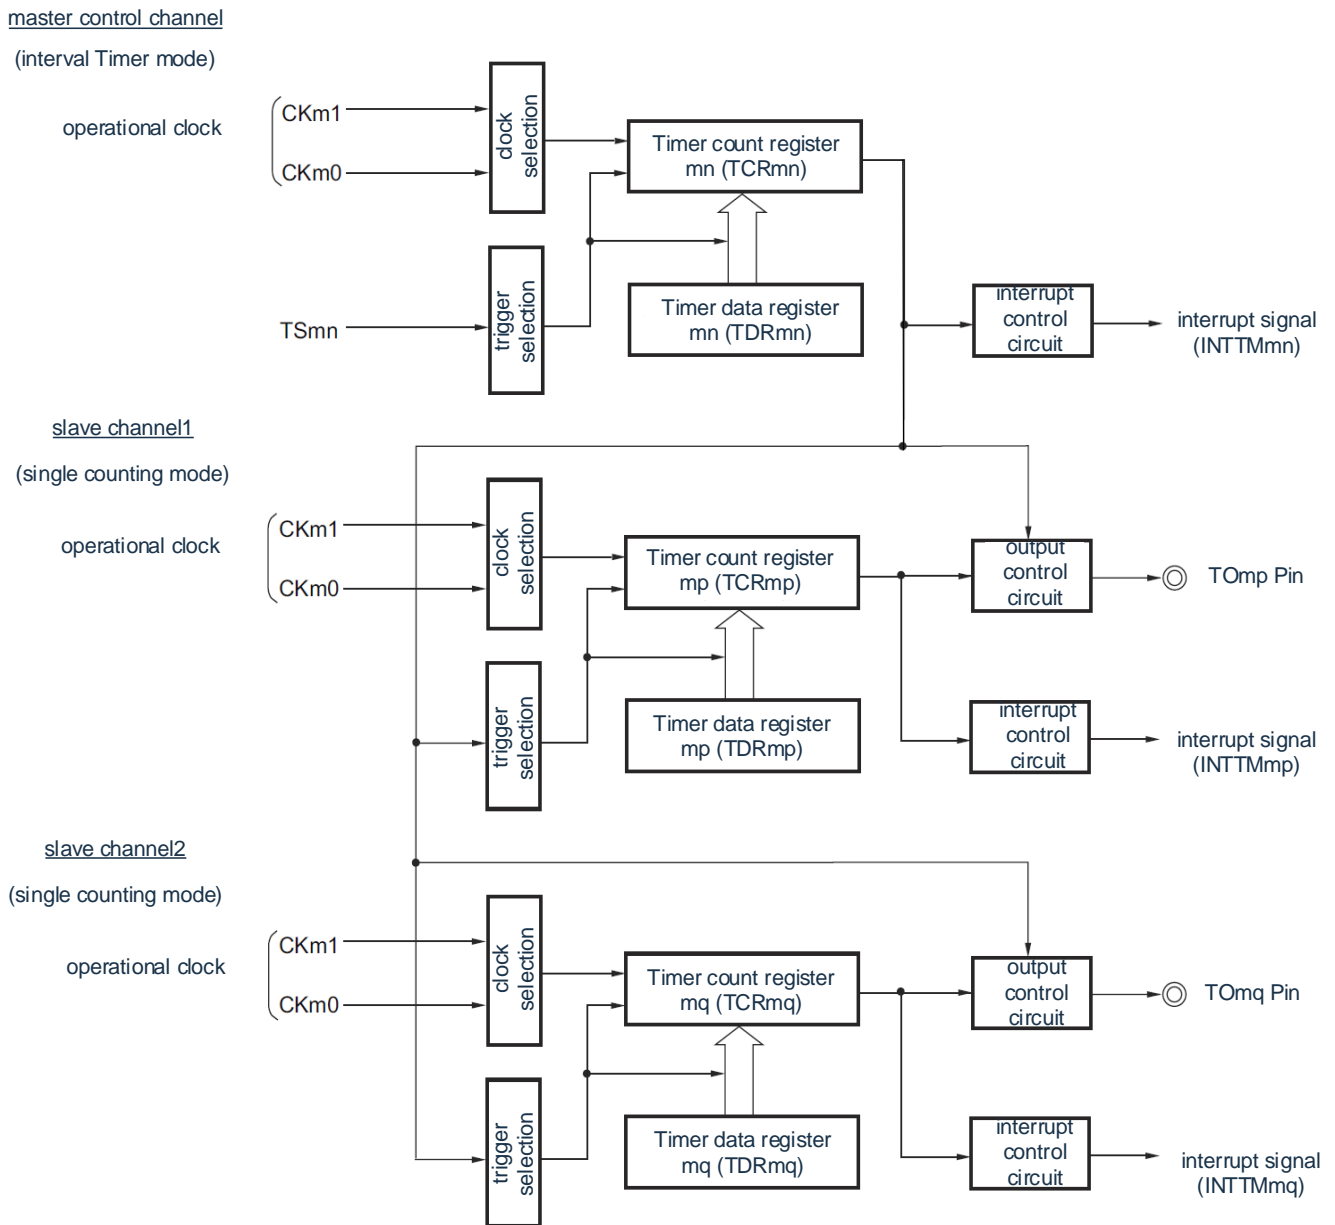 master control channel
(interval Timer mode)
operational clock
CKm1
CKm0
clock
selection
Timer count register
mn (TCRmn)
TSmn
trigger
selection
Timer data register
mn (TDRmn)
interrupt
control
circuit
interrupt signal
(INTTMmn)
slave channel1
(single counting mode)
operational clock
CKm1
CKm0
clock
selection
Timer count register
mp (TCRmp)
output
control
circuit
TOmp Pin
trigger
selection
Timer data register
mp (TDRmp)
interrupt
control
circuit
interrupt signal
(INTTMmp)
slave channel2
(single counting mode)
operational clock
CKm1
CKm0
clock
selection
Timer count register
mq (TCRmq)
output
control
circuit
TOmq Pin
trigger
selection
Timer data register
mq (TDRmq)
interrupt
control
circuit
interrupt signal
(INTTMmq)